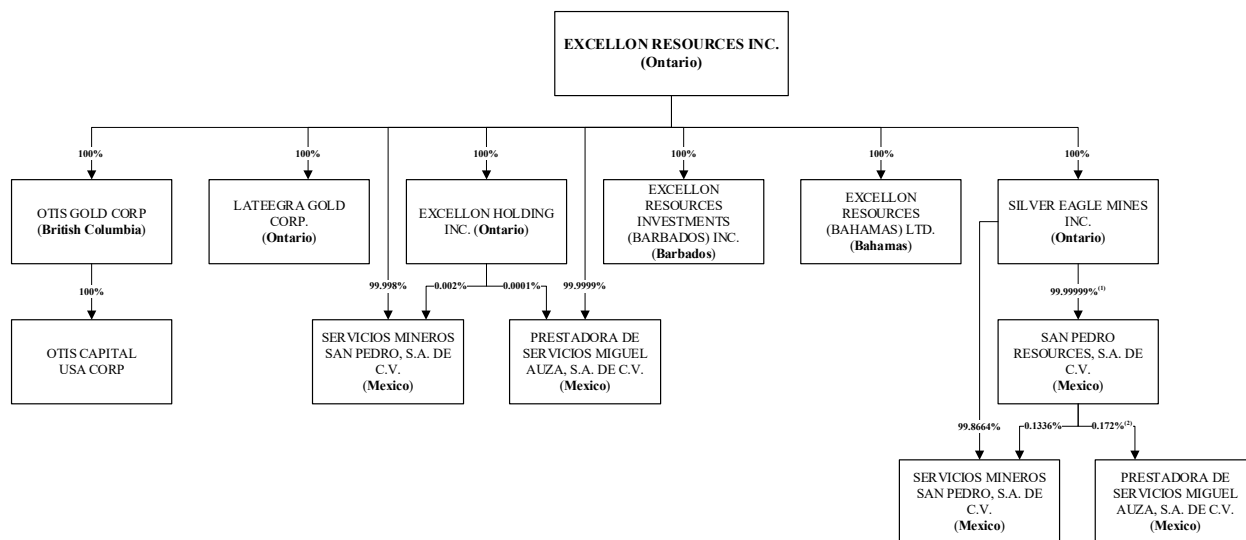 EXCELLON RESOURCES INC.
(Ontario)
100%
100%
100%
100%
100%
100%
OTIS GOLD CORP
(British Columbia)
LATEEGRA GOLD
CORP.
(Ontario)
EXCELLON HOLDING
INC. (Ontario)
EXCELLON
RESOURCES
INVESTMENTS
(BARBADOS) INC.
(Barbados)
EXCELLON
RESOURCES
(BAHAMAS) LTD.
(Bahamas)
SILVER EAGLE MINES
INC.
(Ontario)
100%
99.998%
0.002%
0.0001%
99.9999%
99.99999%(1)
OTIS CAPITAL
USA CORP
SERVICIOS MINEROS
SAN PEDRO, S.A. DE
C.V.
(Mexico)
PRESTADORA DE
SERVICIOS MIGUEL
AUZA, S.A. DE C.V.
(Mexico)
SAN PEDRO
RESOURCES, S.A. DE
C.V.
(Mexico)
99.8664%
0.1336%
0.172%(2)
SERVICIOS MINEROS
SAN PEDRO, S.A. DE
C.V.
(Mexico)
PRESTADORA DE
SERVICIOS MIGUEL
AUZA, S.A. DE C.V.
(Mexico)